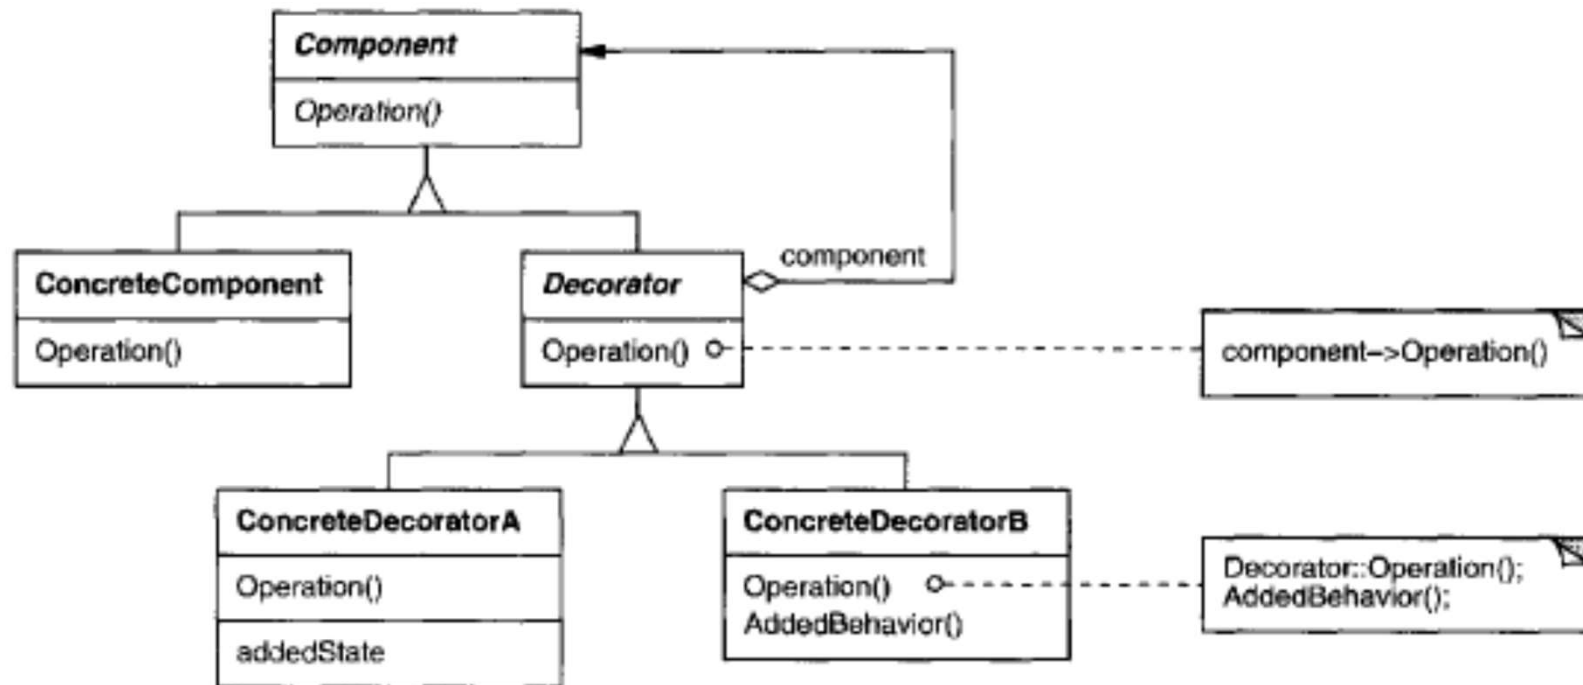 Component
Operation()
component
ConcreteComponent
Decorator
Operation()
Operation()
component–>Operation()
ConcreteDecoratorA
ConcreteDecoratorB
Operation()
addedState
Operation()
AddedBehavior()
Decorator::Operation();
AddedBehavior();